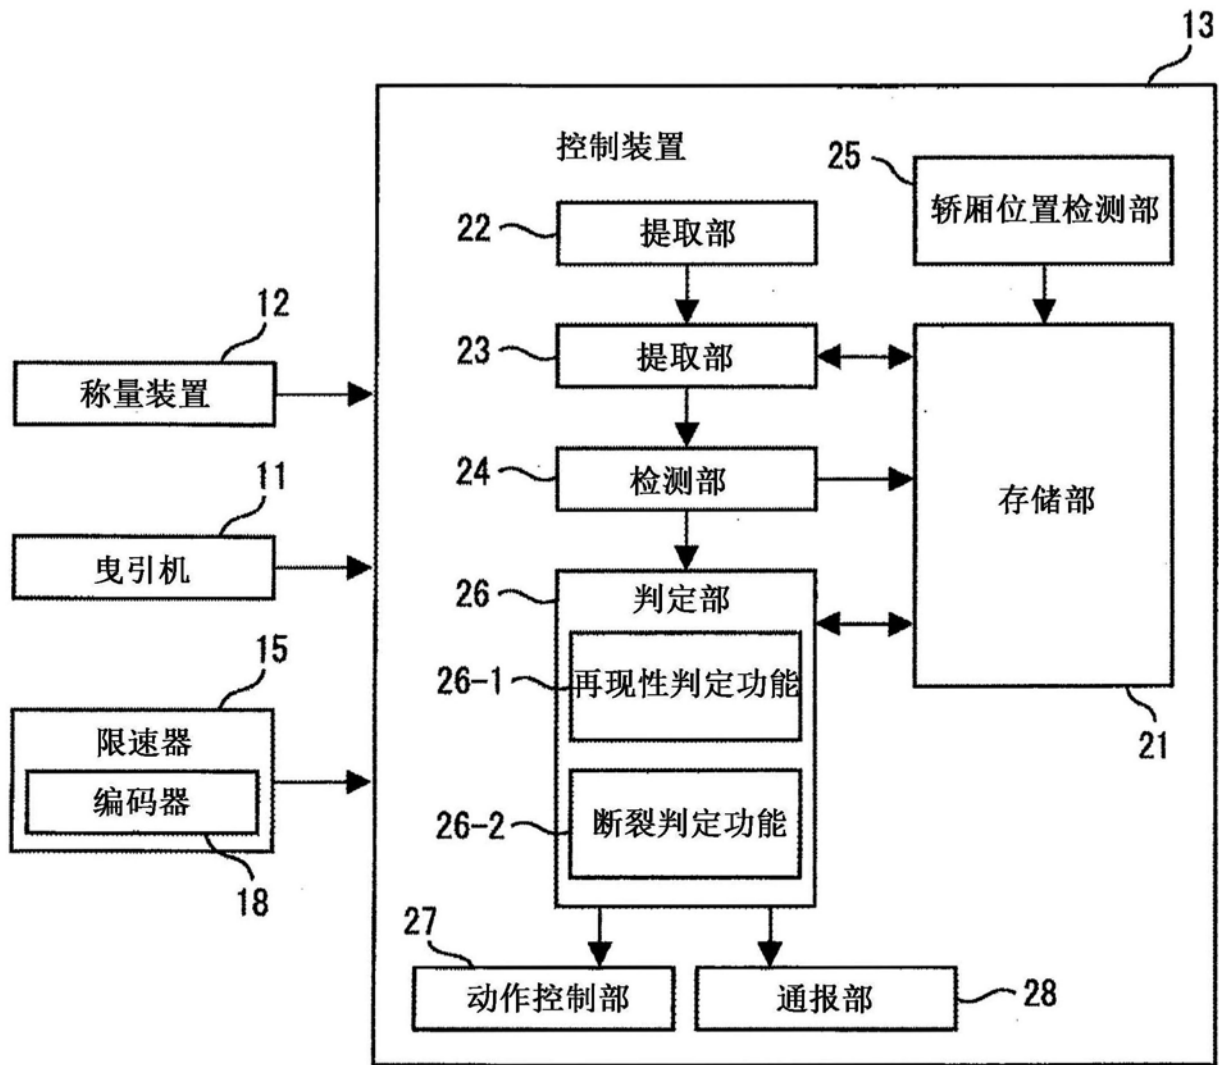 13
控制装置
25
轿厢位置检测部
22
提取部
12
称量装置
23
提取部
24
检测部
存储部
11
曳引机
26
判定部
26-1
再现性判定功能
21
15
限速器
编码器
18
26-2
断裂判定功能
27
动作控制部
通报部
28